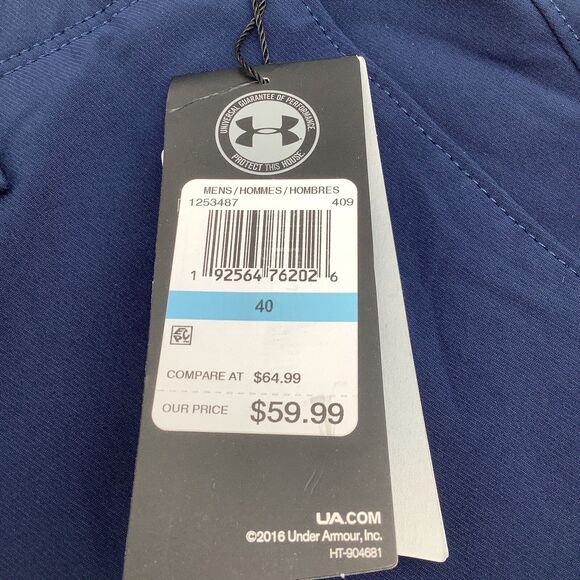 UNIVERSAL GUARANTEE OF PERFORMANCE
PROTECT THIS HOUSE
MENS/HOMMES/HOMBRES
1253487 409
1 92564 76202 6
40
COMPARE AT $64.99
OUR PRICE $59.99
UA.COM
©2016 Under Armour, Inc.
HT-904681